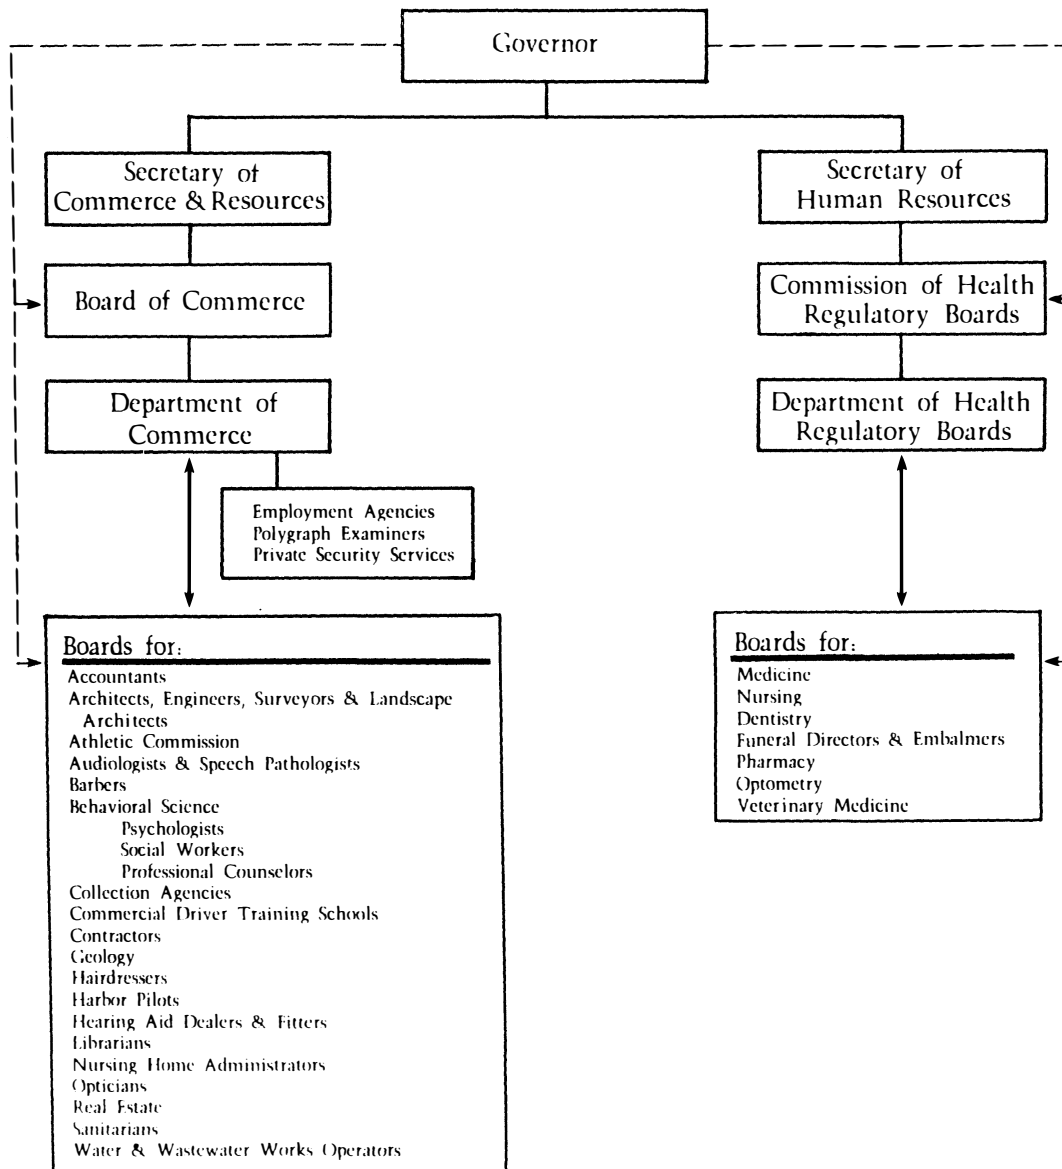 Governor
Secretary of
Commerce & Resources
Secretary of
Human Resources
Board of Commerce
Commission of Health
Regulatory Boards
Department of
Commerce
Department of Health
Regulatory Boards
Employment Agencies
Polygraph Examiners
Private Security Services
Boards for:
Accountants
Architects, Engineers, Surveyors & Landscape
Architects
Athletic Commission
Audiologists & Speech Pathologists
Barbers
Behavioral Science
Psychologists
Social Workers
Professional Counselors
Collection Agencies
Commercial Driver Training Schools
Contractors
Geology
Hairdressers
Harbor Pilots
Hearing Aid Dealers & Fitters
Librarians
Nursing Home Administrators
Opticians
Real Estate
Sanitarians
Water & Wastewater Works Operators
Boards for:
Medicine
Nursing
Dentistry
Funeral Directors & Embalmers
Pharmacy
Optometry
Veterinary Medicine